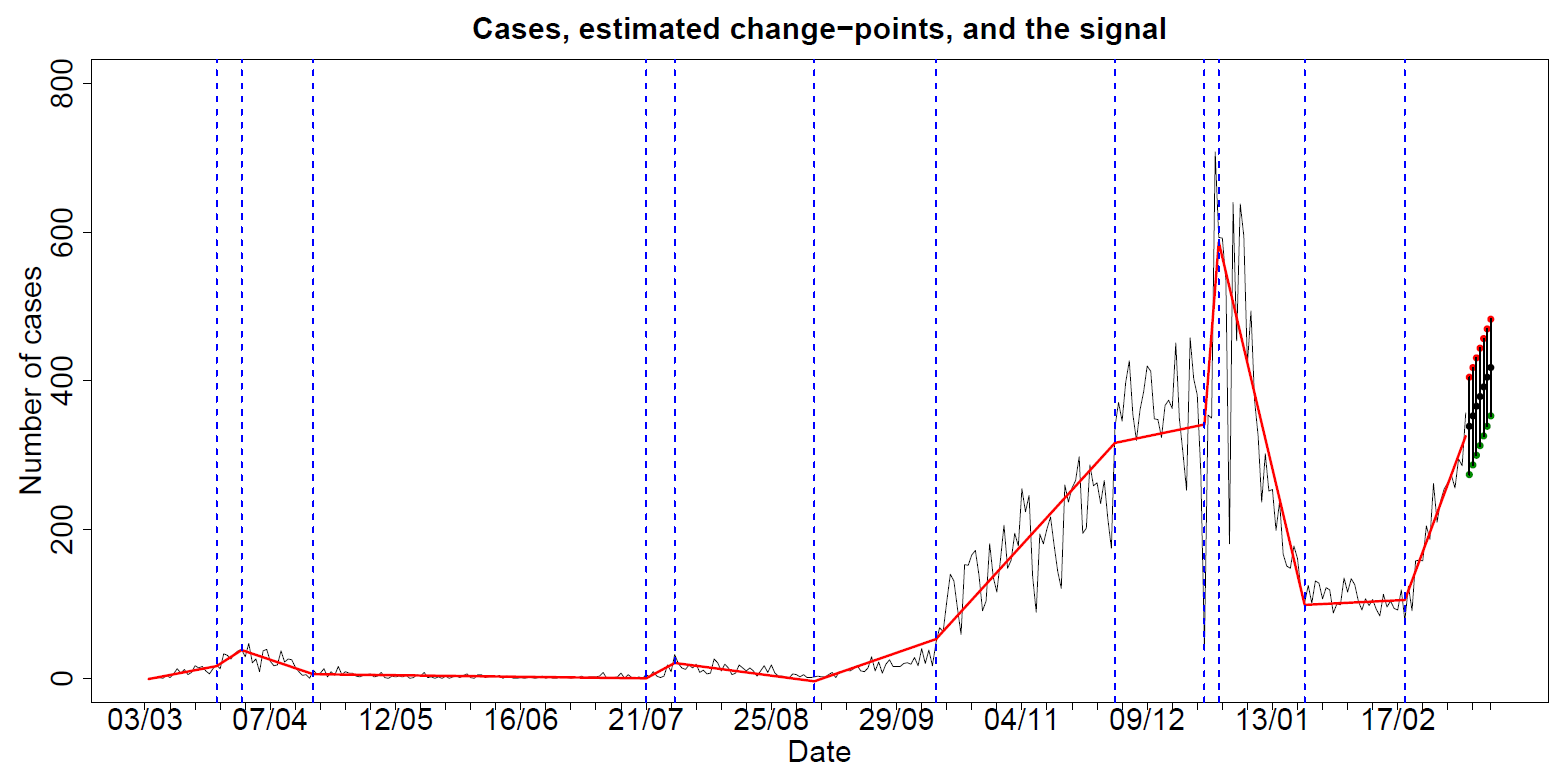 Cases, estimated change−points, and the signal
Number of cases
800
600
400
200
0
03/03 07/04 12/05 16/06 21/07 25/08 29/09 04/11 09/12 13/01 17/02
Date